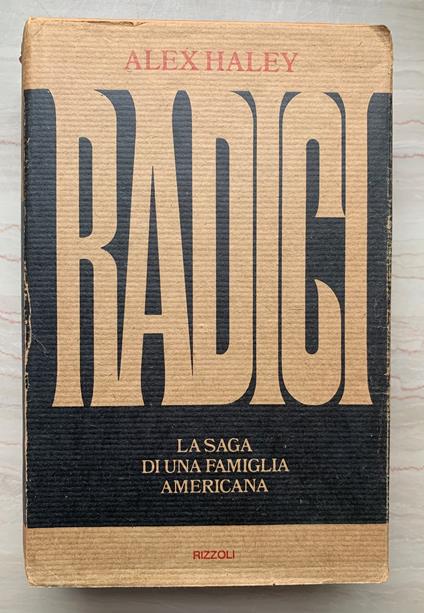 ALEX HALEY
RADICI
LA SAGA
DI UNA FAMIGLIA
AMERICANA
RIZZOLI